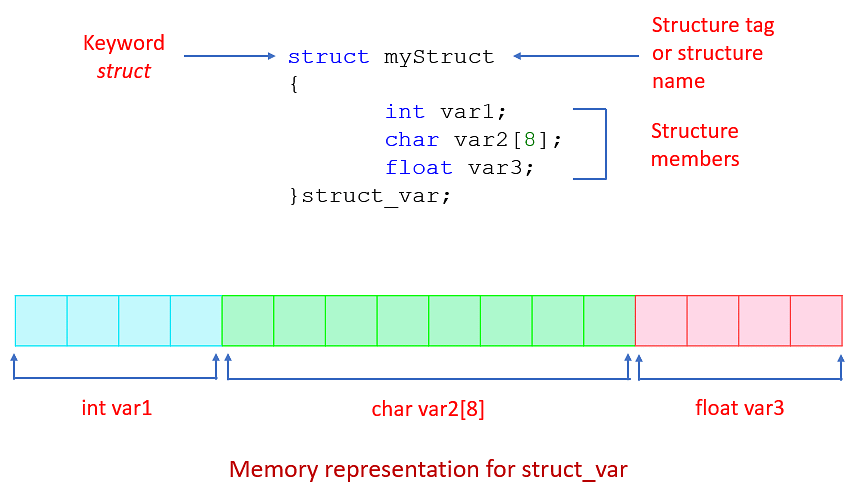 Keyword
struct
struct myStruct
{
int var1;
char var2[8];
float var3;
}struct_var;
Structure tag
or structure
name
Structure
members
int var1
char var2[8]
float var3
Memory representation for struct_var